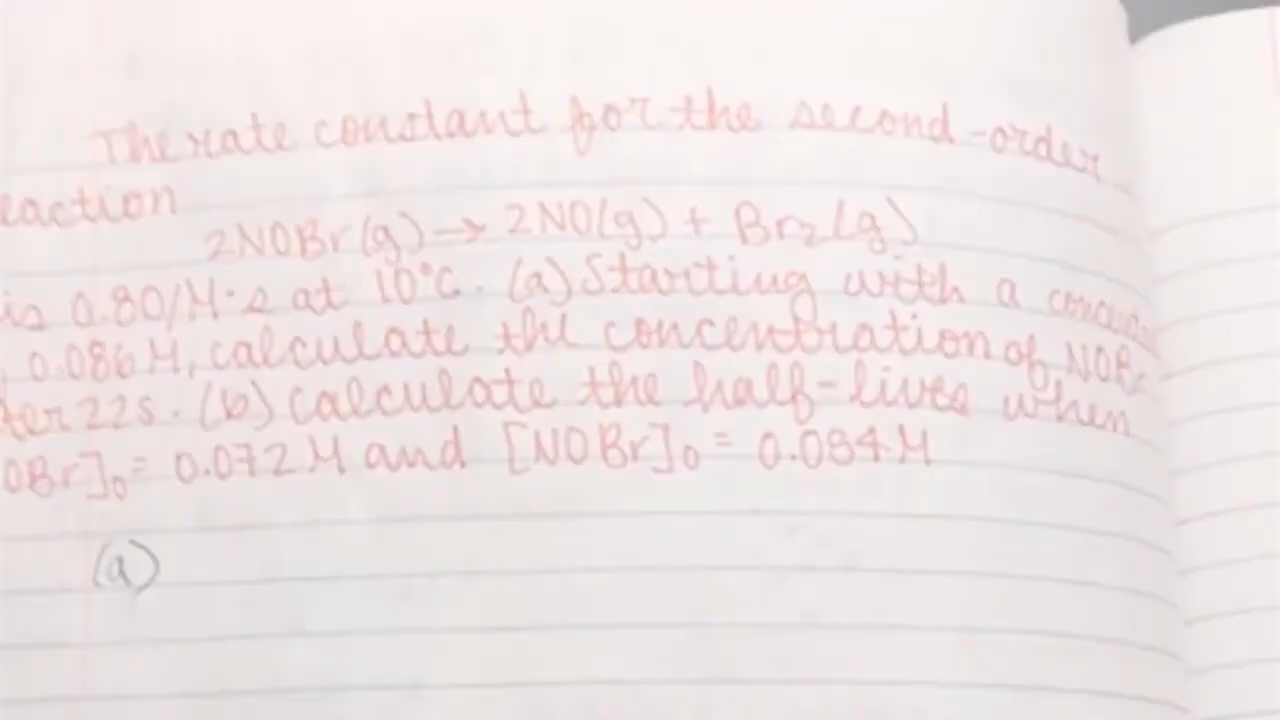 The rate constant for the second-order
eaction
2NOBr(g) → 2NO(g) + Br2(g)
is 0.80/M·s at 10°C. (a) Starting with a
0.086 M, calculate the concentration of NOBr
ter 22s. (b) calculate the half-lives when
OBr]0 = 0.072 M and [NOBr]0 = 0.054 M
(a)